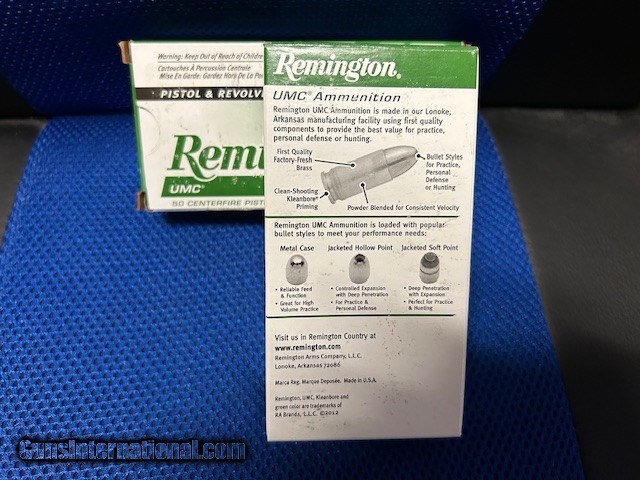 Warning: Keep Out of Reach of Childre
Cartouches À Percussion Centrale
Mise En Garde: Gardez Hors De La Po
PISTOL & REVOLV
Remi
UMC®
50 CENTERFIRE PIST
Remington®
UMC® Ammunition
Remington UMC Ammunition is made in our Lonoke,
Arkansas manufacturing facility using first quality
components to provide the best value for practice,
personal defense or hunting.
First Quality
Factory-Fresh
Brass
Bullet Styles
for Practice,
Personal
Defense
or Hunting
Clean-Shooting
Kleanbore®
Priming
Powder Blended for Consistent Velocity
Remington UMC Ammunition is loaded with popular
bullet styles to meet your performance needs:
Metal Case
• Reliable Feed
& Function
• Great for High
Volume Practice
Jacketed Hollow Point
• Controlled Expansion
with Deep Penetration
• For Practice &
Personal Defense
Jacketed Soft Point
• Deep Penetration
with Expansion
• Perfect for Practice
& Hunting
Visit us in Remington Country at
www.remington.com
Remington Arms Company, L.L.C.
Lonoke, Arkansas 72086
Marca Reg. Marque Deposée. Made in U.S.A.
Remington, UMC, Kleanbore and
green color are trademarks of
RA Brands, L.L.C. ©2012
GunsInternational.com